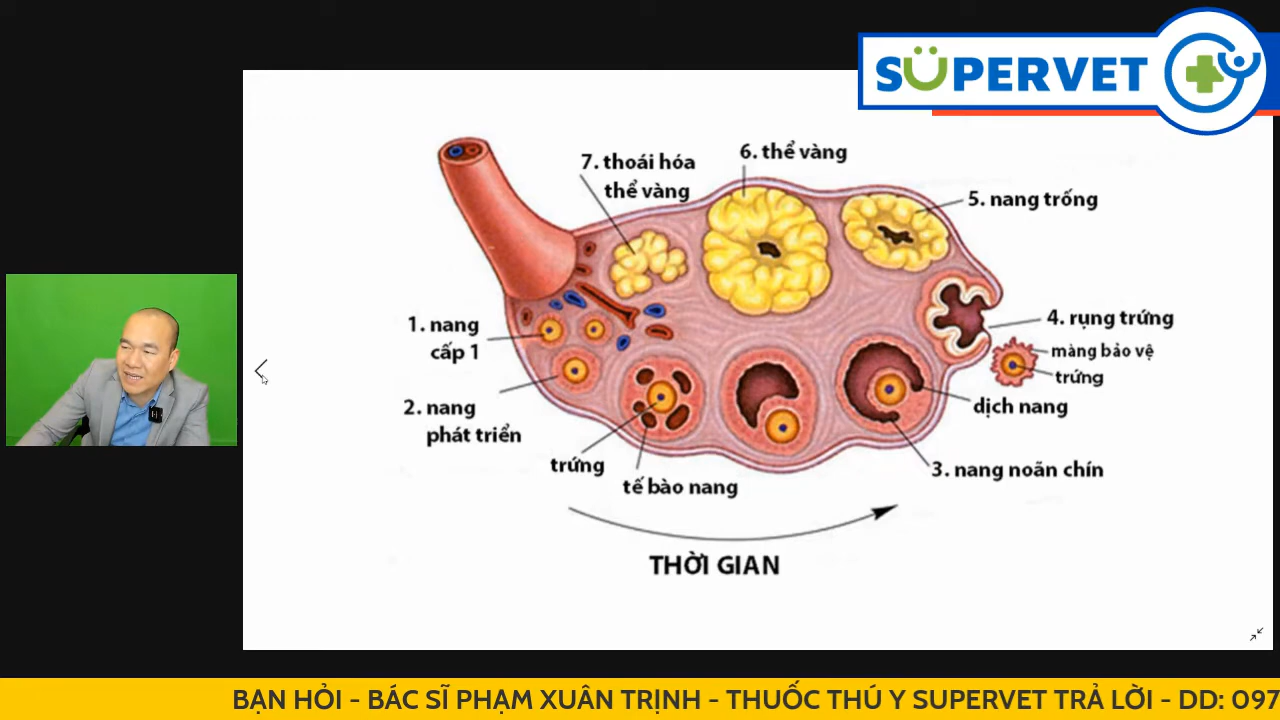 SÜPERVET
7. thoái hóa
thể vàng
6. thể vàng
5. nang trống
1. nang
cấp 1
4. rụng trứng
màng bảo vệ
trứng
2. nang
phát triển
dịch nang
trứng
tế bào nang
3. nang noãn chín
THỜI GIAN
BẠN HỎI - BÁC SĨ PHẠM XUÂN TRỊNH - THUỐC THÚ Y SUPERVET TRẢ LỜI - DD: 097